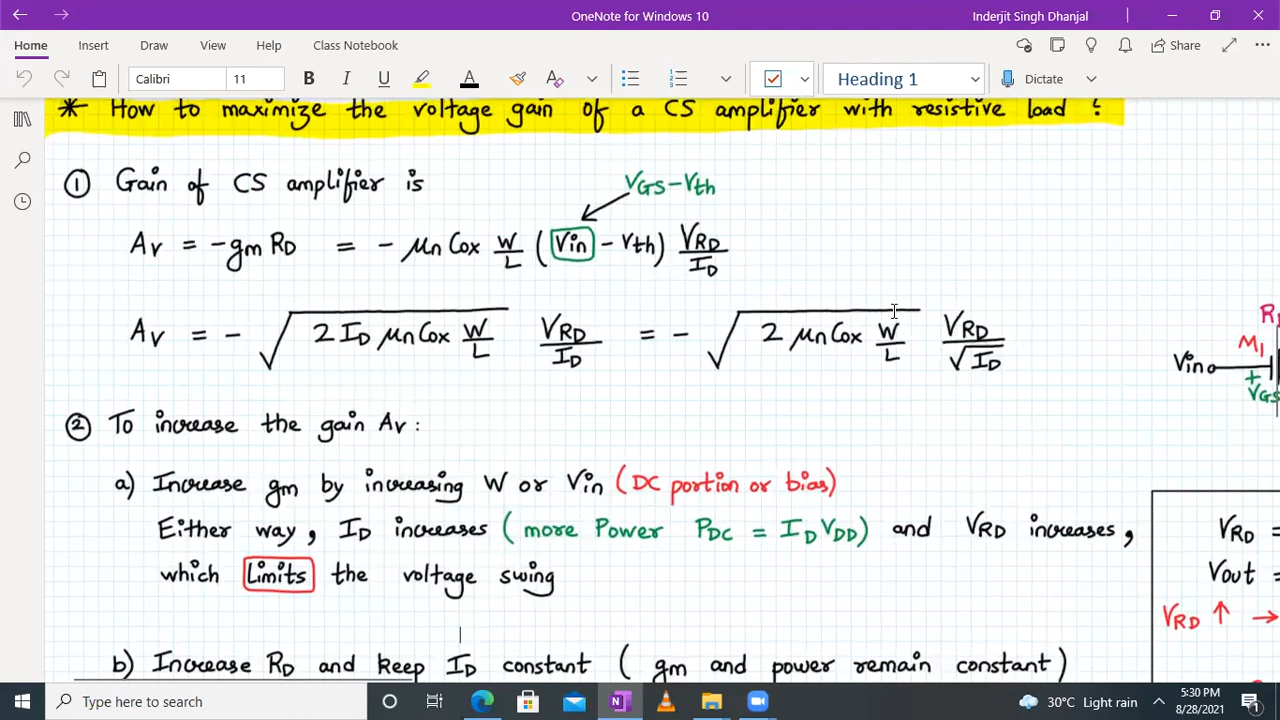 OneNote for Windows 10
Inderjit Singh Dhanjal
Home Insert Draw View Help Class Notebook
Share
Calibri 11 B I U A Heading 1 Dictate
* How to maximize the voltage gain of a CS amplifier with resistive load ?
① Gain of CS amplifier is
VGS - Vth
Av = -gm RD = - μn Cox W/L (Vin - Vth) VRD/ID
Av = - √(2 ID μn Cox W/L) VRD/ID = - √(2 μn Cox W/L) VRD/√ID
M1
Vin
+
VGS
② To increase the gain Av :
a) Increase gm by increasing W or Vin (DC portion or bias)
Either way, ID increases (more Power PDC = ID VDD) and VRD increases,
which Limits the voltage swing
VRD =
Vout =
VRD ↑ →
b) Increase RD and keep ID constant ( gm and power remain constant )
Type here to search
30°C Light rain
5:30 PM
8/28/2021